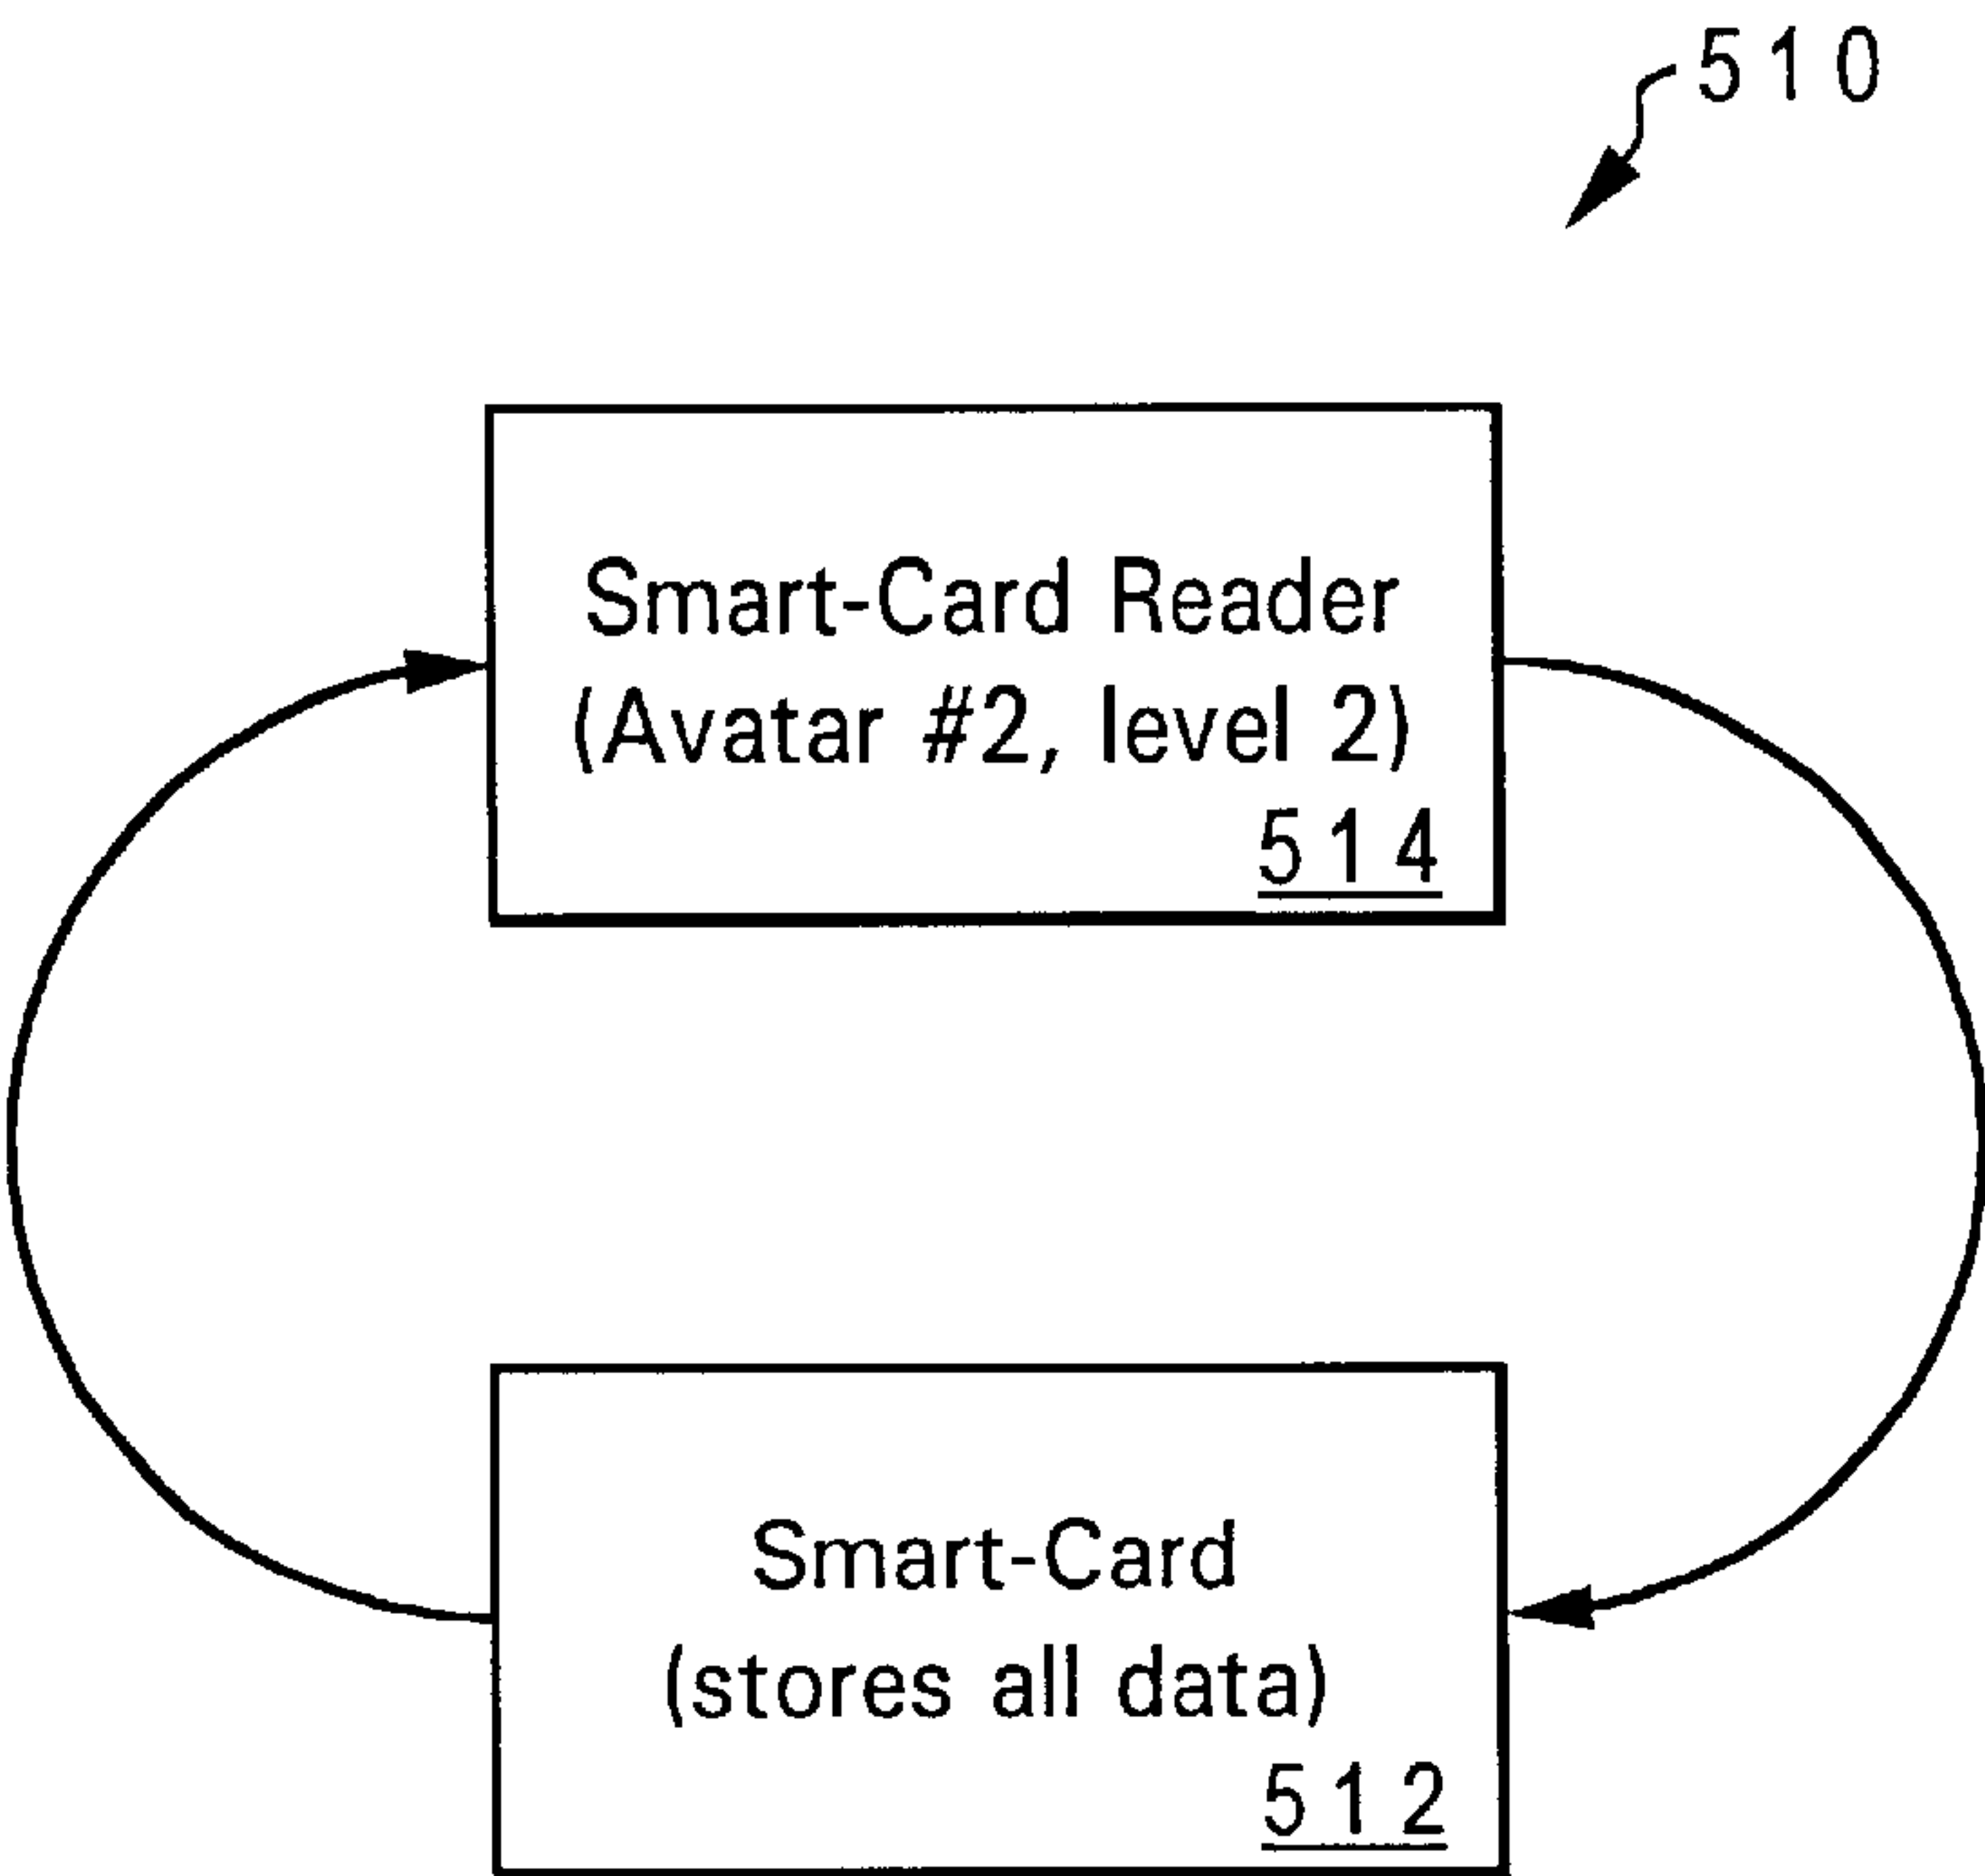 510
Smart-Card Reader
(Avatar #2, level 2)
514
Smart-Card
(stores all data)
512